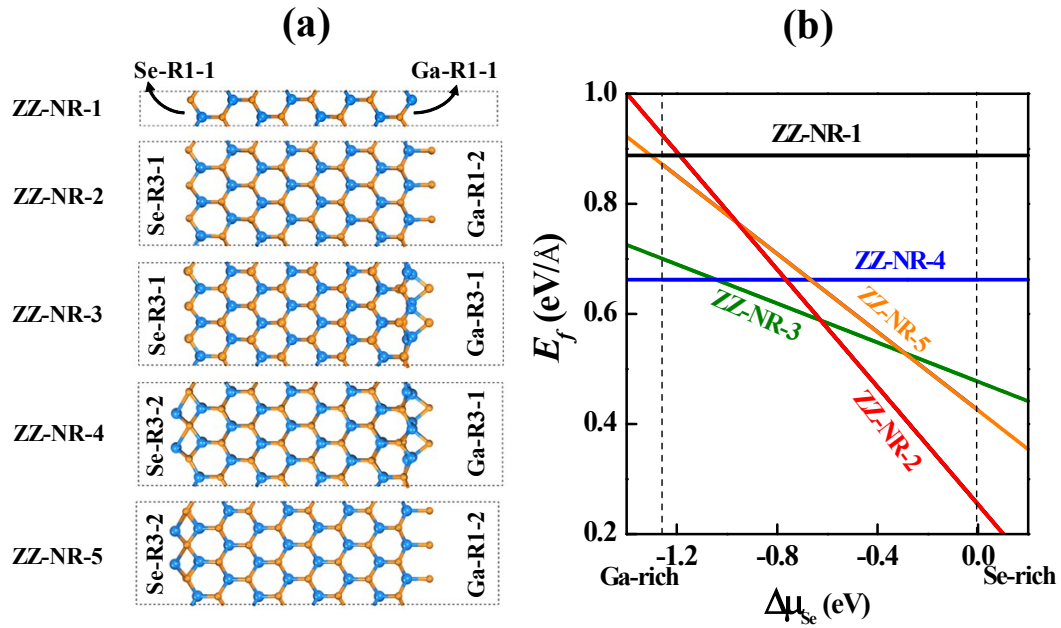 (a)
Se-R1-1
Ga-R1-1
ZZ-NR-1
ZZ-NR-2
Se-R3-1
Ga-R1-2
ZZ-NR-3
Se-R3-1
Ga-R3-1
ZZ-NR-4
Se-R3-2
Ga-R3-1
ZZ-NR-5
Se-R3-2
Ga-R1-2
(b)
E_f (eV/Å)
1.0
0.8
0.6
0.4
0.2
ZZ-NR-1
ZZ-NR-4
ZZ-NR-3
ZZ-NR-5
ZZ-NR-2
-1.2
-0.8
-0.4
0.0
Ga-rich
Se-rich
Δμ_Se (eV)